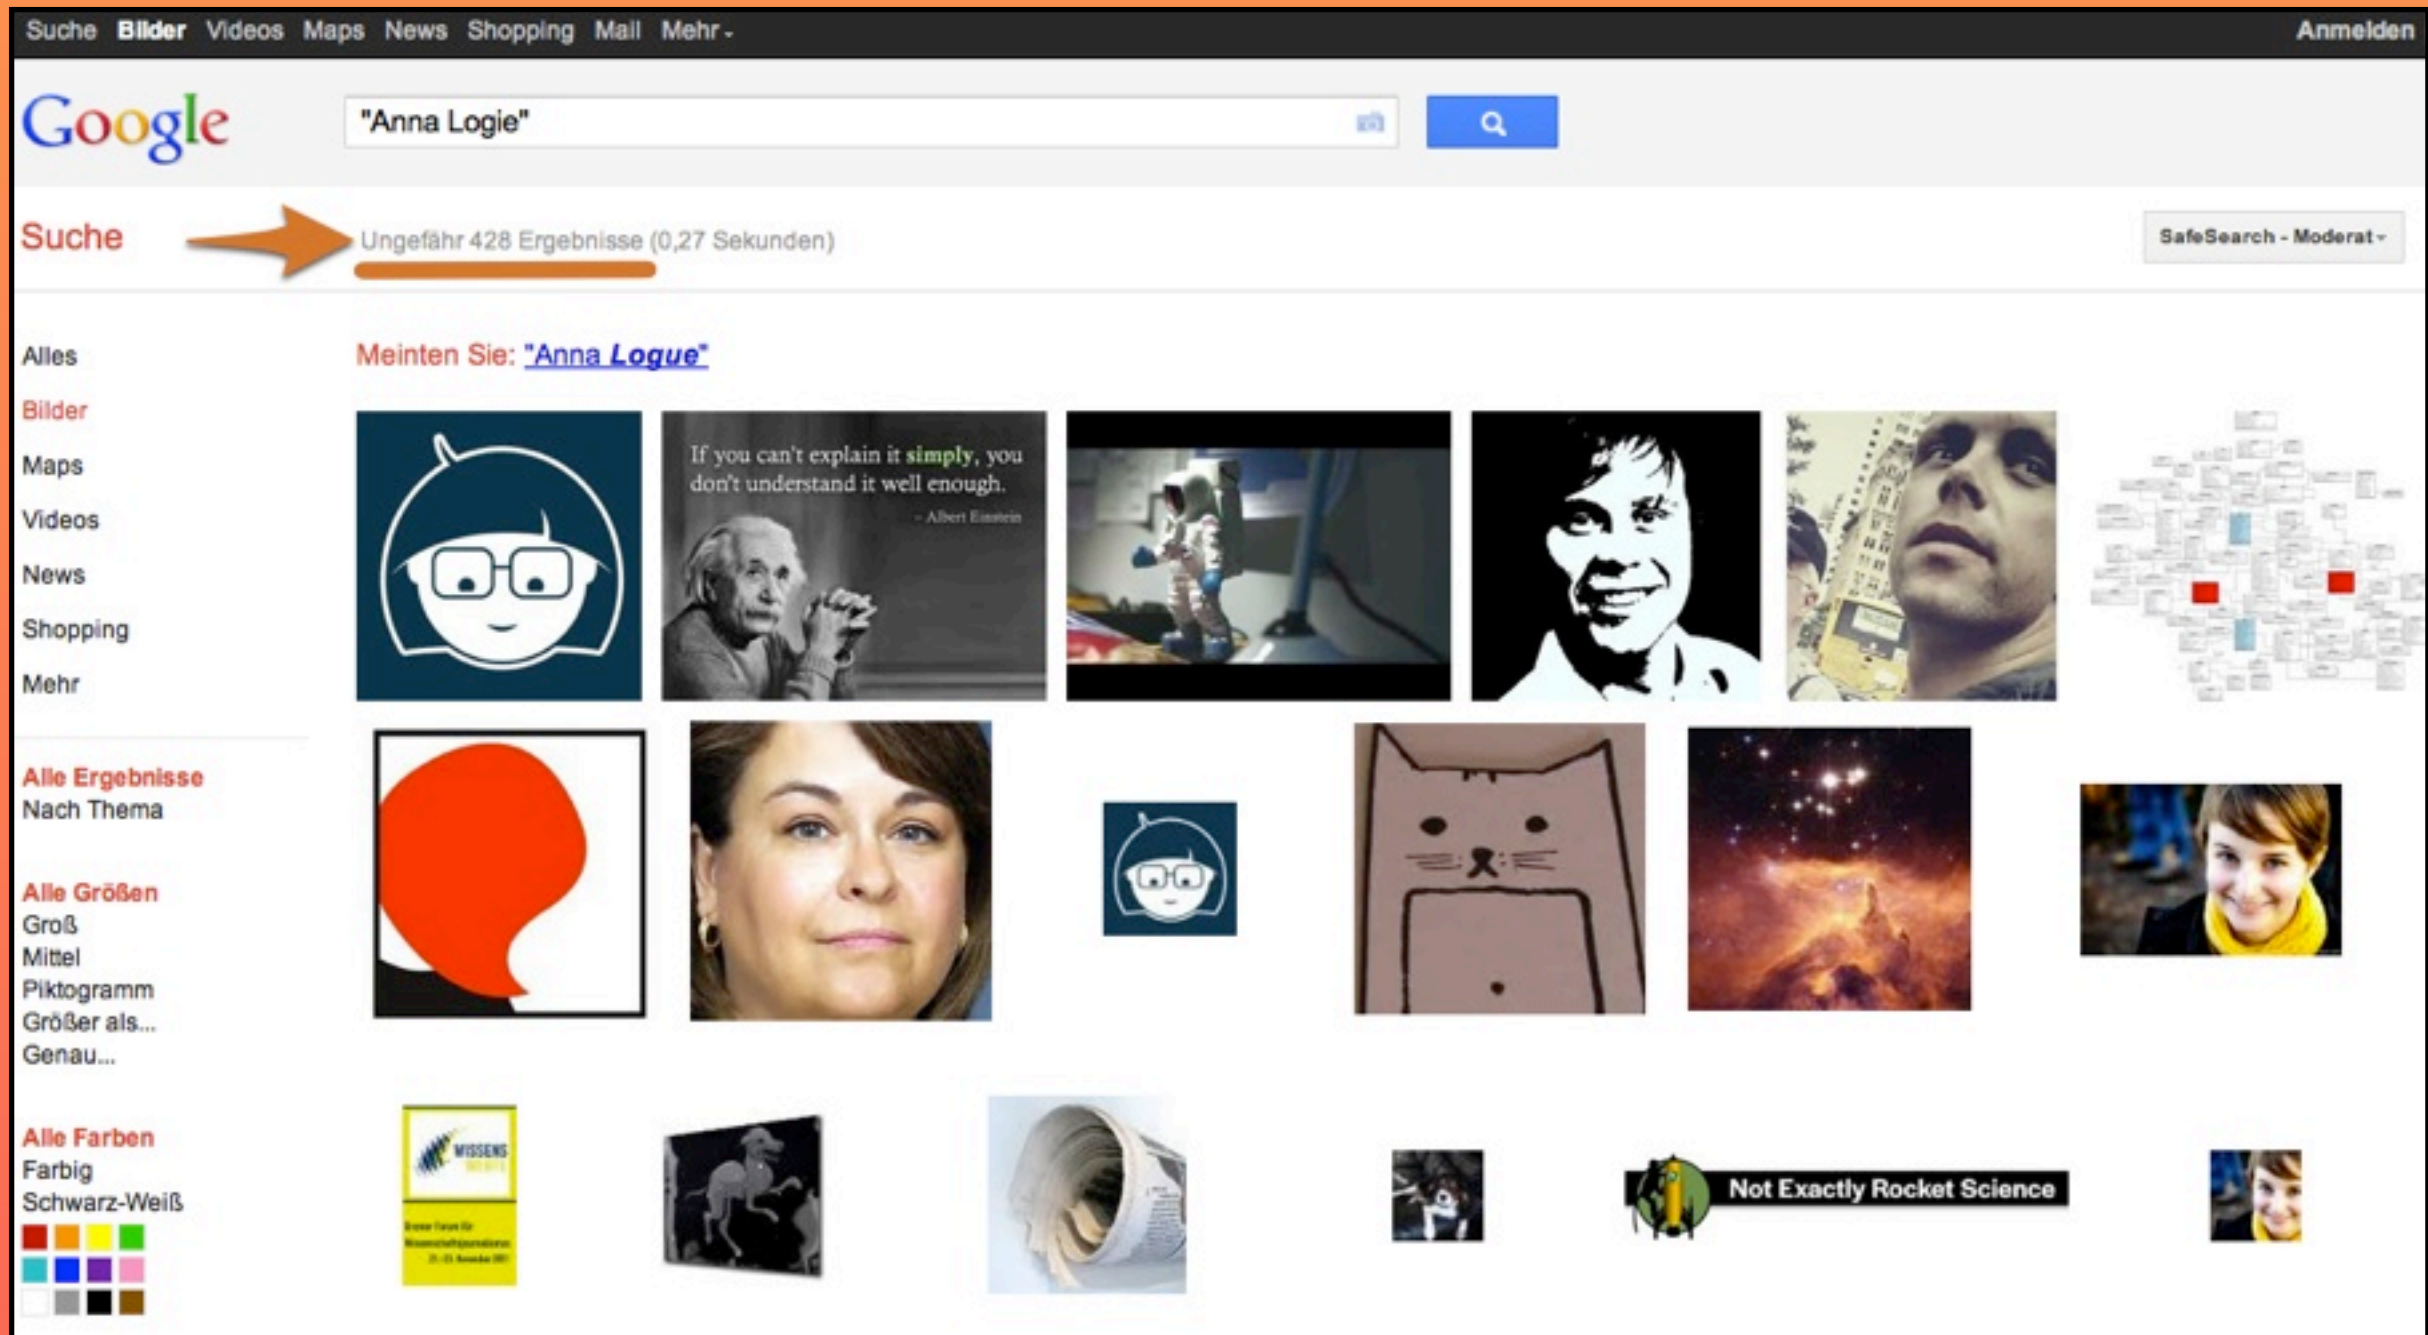 Suche Bilder Videos Maps News Shopping Mail Mehr
Anmelden
Google
"Anna Logie"
Suche
Ungefähr 428 Ergebnisse (0,27 Sekunden)
SafeSearch - Moderat
Alles
Bilder
Maps
Videos
News
Shopping
Mehr
Alle Ergebnisse
Nach Thema
Alle Größen
Groß
Mittel
Piktogramm
Größer als...
Genau...
Alle Farben
Farbig
Schwarz-Weiß
Meinten Sie: "Anna Logue"
If you can't explain it simply, you
don't understand it well enough.
– Albert Einstein
WISSENS
Not Exactly Rocket Science